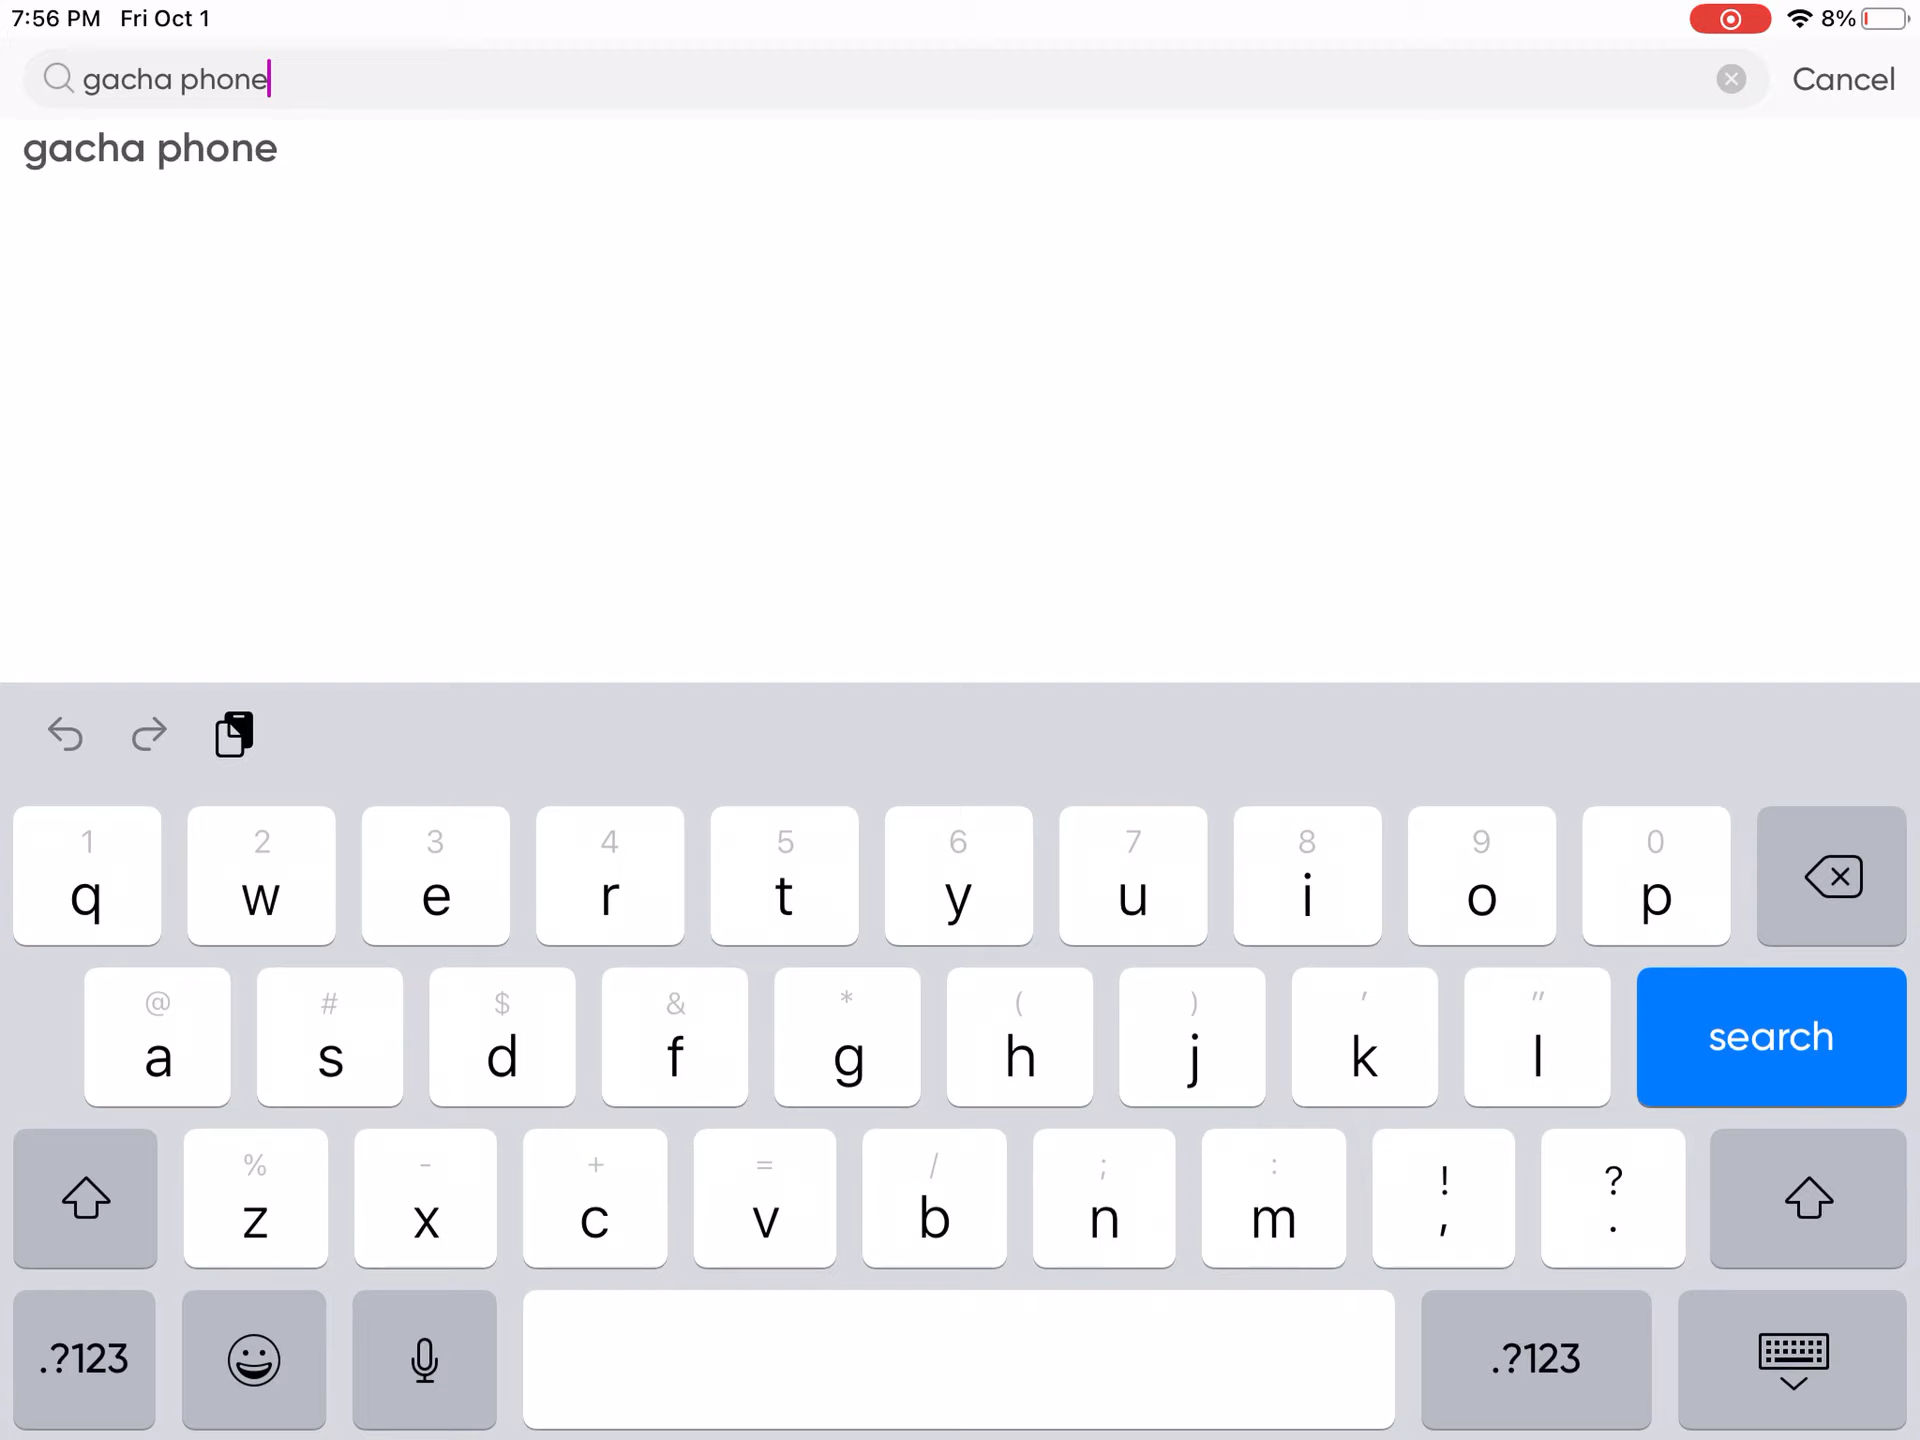 7:56 PM Fri Oct 1 8%
gacha phone Cancel
gacha phone
1 2 3 4 5 6 7 8 9 0
q w e r t y u i o p
@ # $ & * ( ) ' "
a s d f g h j k l search
% - + = / ; : ! ?
z x c v b n m , .
.?123 .?123